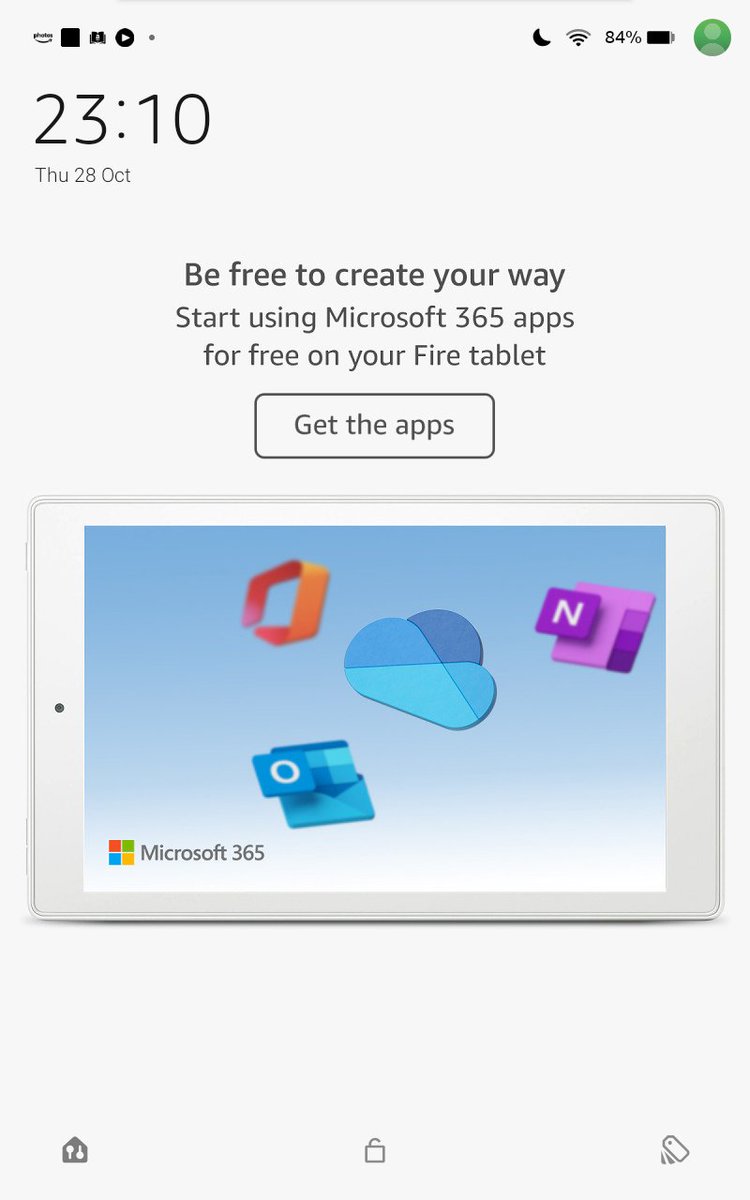 photos
84%
23:10
Thu 28 Oct
Be free to create your way
Start using Microsoft 365 apps
for free on your Fire tablet
Get the apps
N
O
Microsoft 365